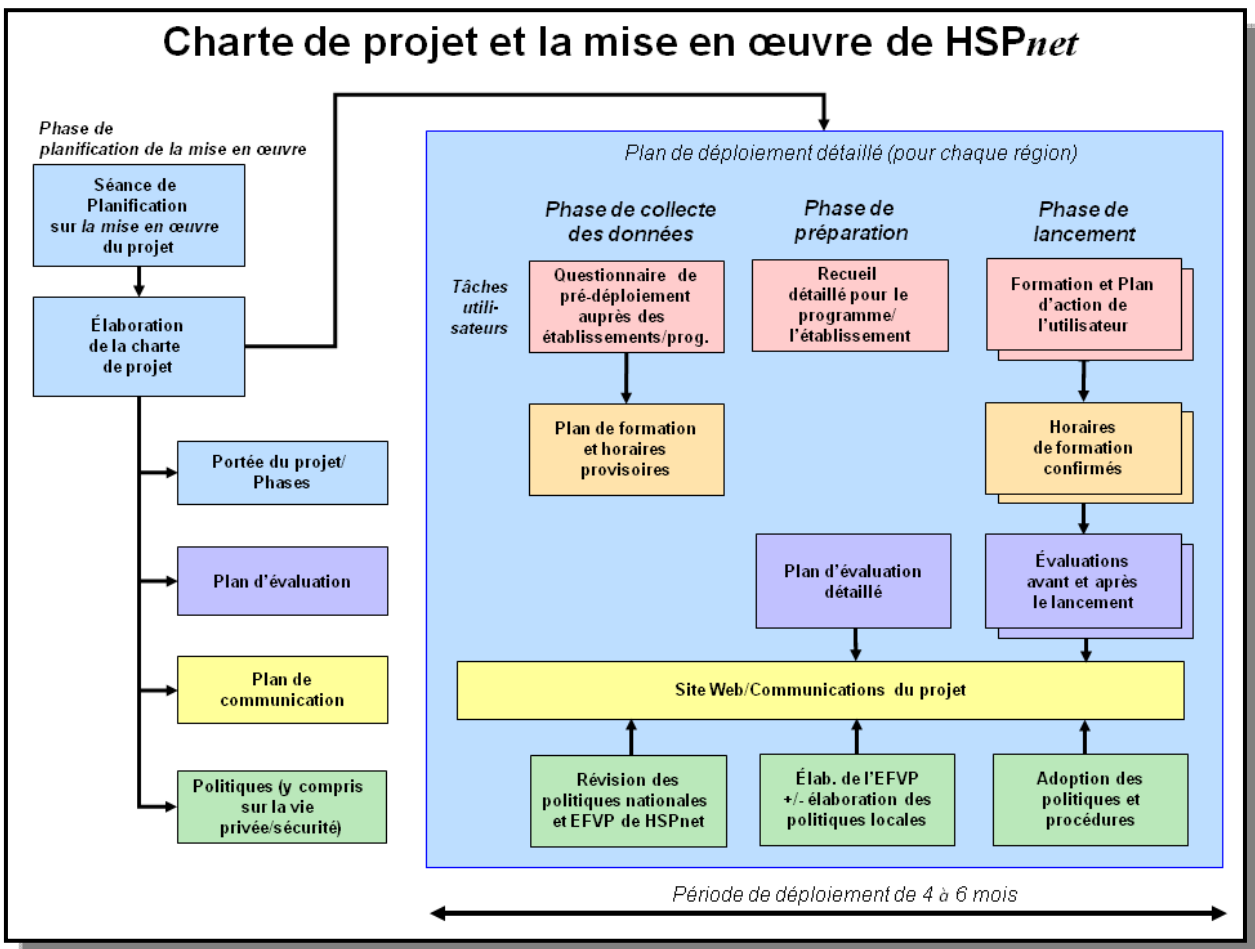 Charte de projet et la mise en œuvre de HSPnet
Phase de
planification de la mise en œuvre
Séance de
Planification
sur la mise en œuvre
du projet
Élaboration
de la charte
de projet
Portée du projet/
Phases
Plan d'évaluation
Plan de
communication
Politiques (y compris
sur la vie
privée/sécurité)
Plan de déploiement détaillé (pour chaque région)
Phase de collecte
des données
Phase de
préparation
Phase de
lancement
Tâches
utili-
sateurs
Questionnaire de
pré-déploiement
auprès des
établissements/prog.
Recueil
détaillé pour le
programme/
l'établissement
Formation et Plan
d'action de
l'utilisateur
Plan de formation
et horaires
provisoires
Horaires
de formation
confirmés
Plan d'évaluation
détaillé
Évaluations
avant et après
le lancement
Site Web/Communications du projet
Révision des
politiques nationales
et EFVP de HSPnet
Élab. de l'EFVP
+/- élaboration des
politiques locales
Adoption des
politiques et
procédures
Période de déploiement de 4 à 6 mois